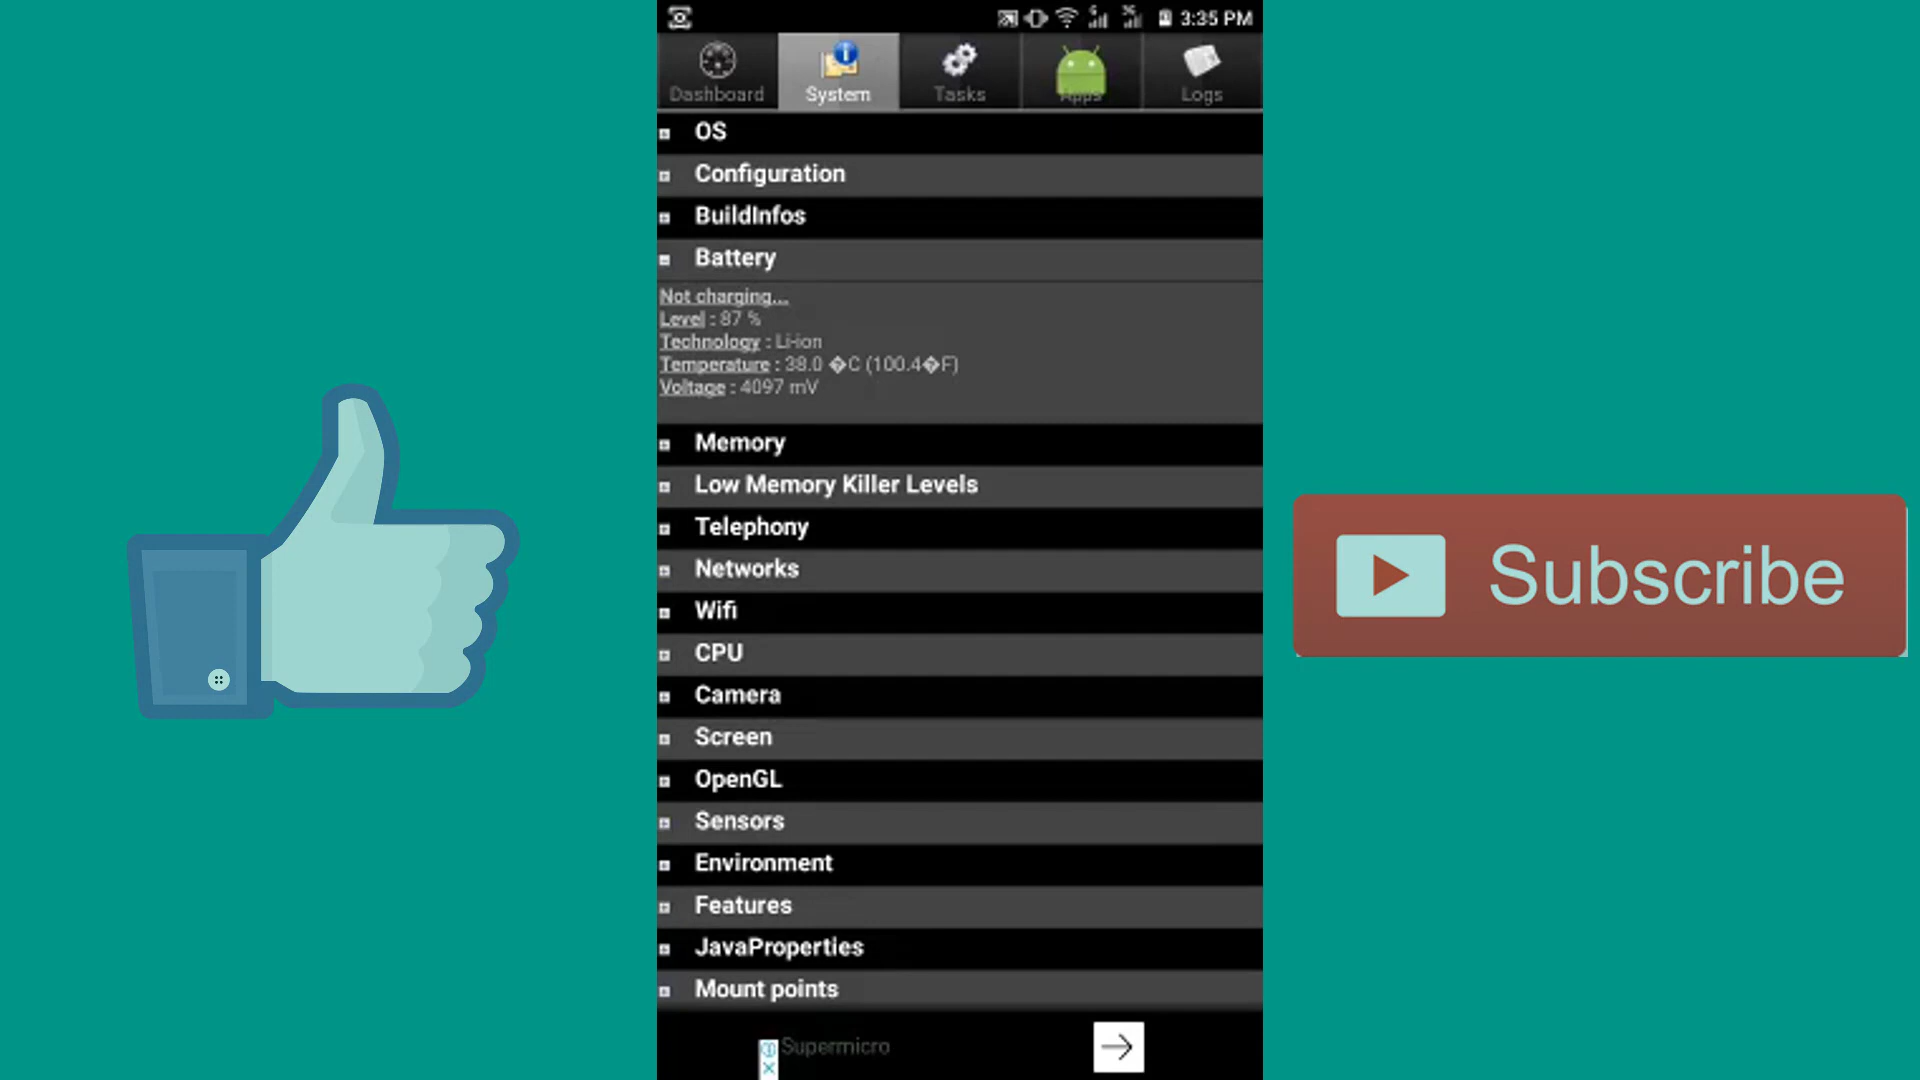 3:35 PM
Dashboard
System
Tasks
Apps
Logs
OS
Configuration
BuildInfos
Battery
Not charging...
Level : 87 %
Technology : Li-ion
Temperature : 38.0 �C (100.4�F)
Voltage : 4097 mV
Memory
Low Memory Killer Levels
Telephony
Networks
Wifi
CPU
Camera
Screen
OpenGL
Sensors
Environment
Features
JavaProperties
Mount points
Supermicro
Subscribe